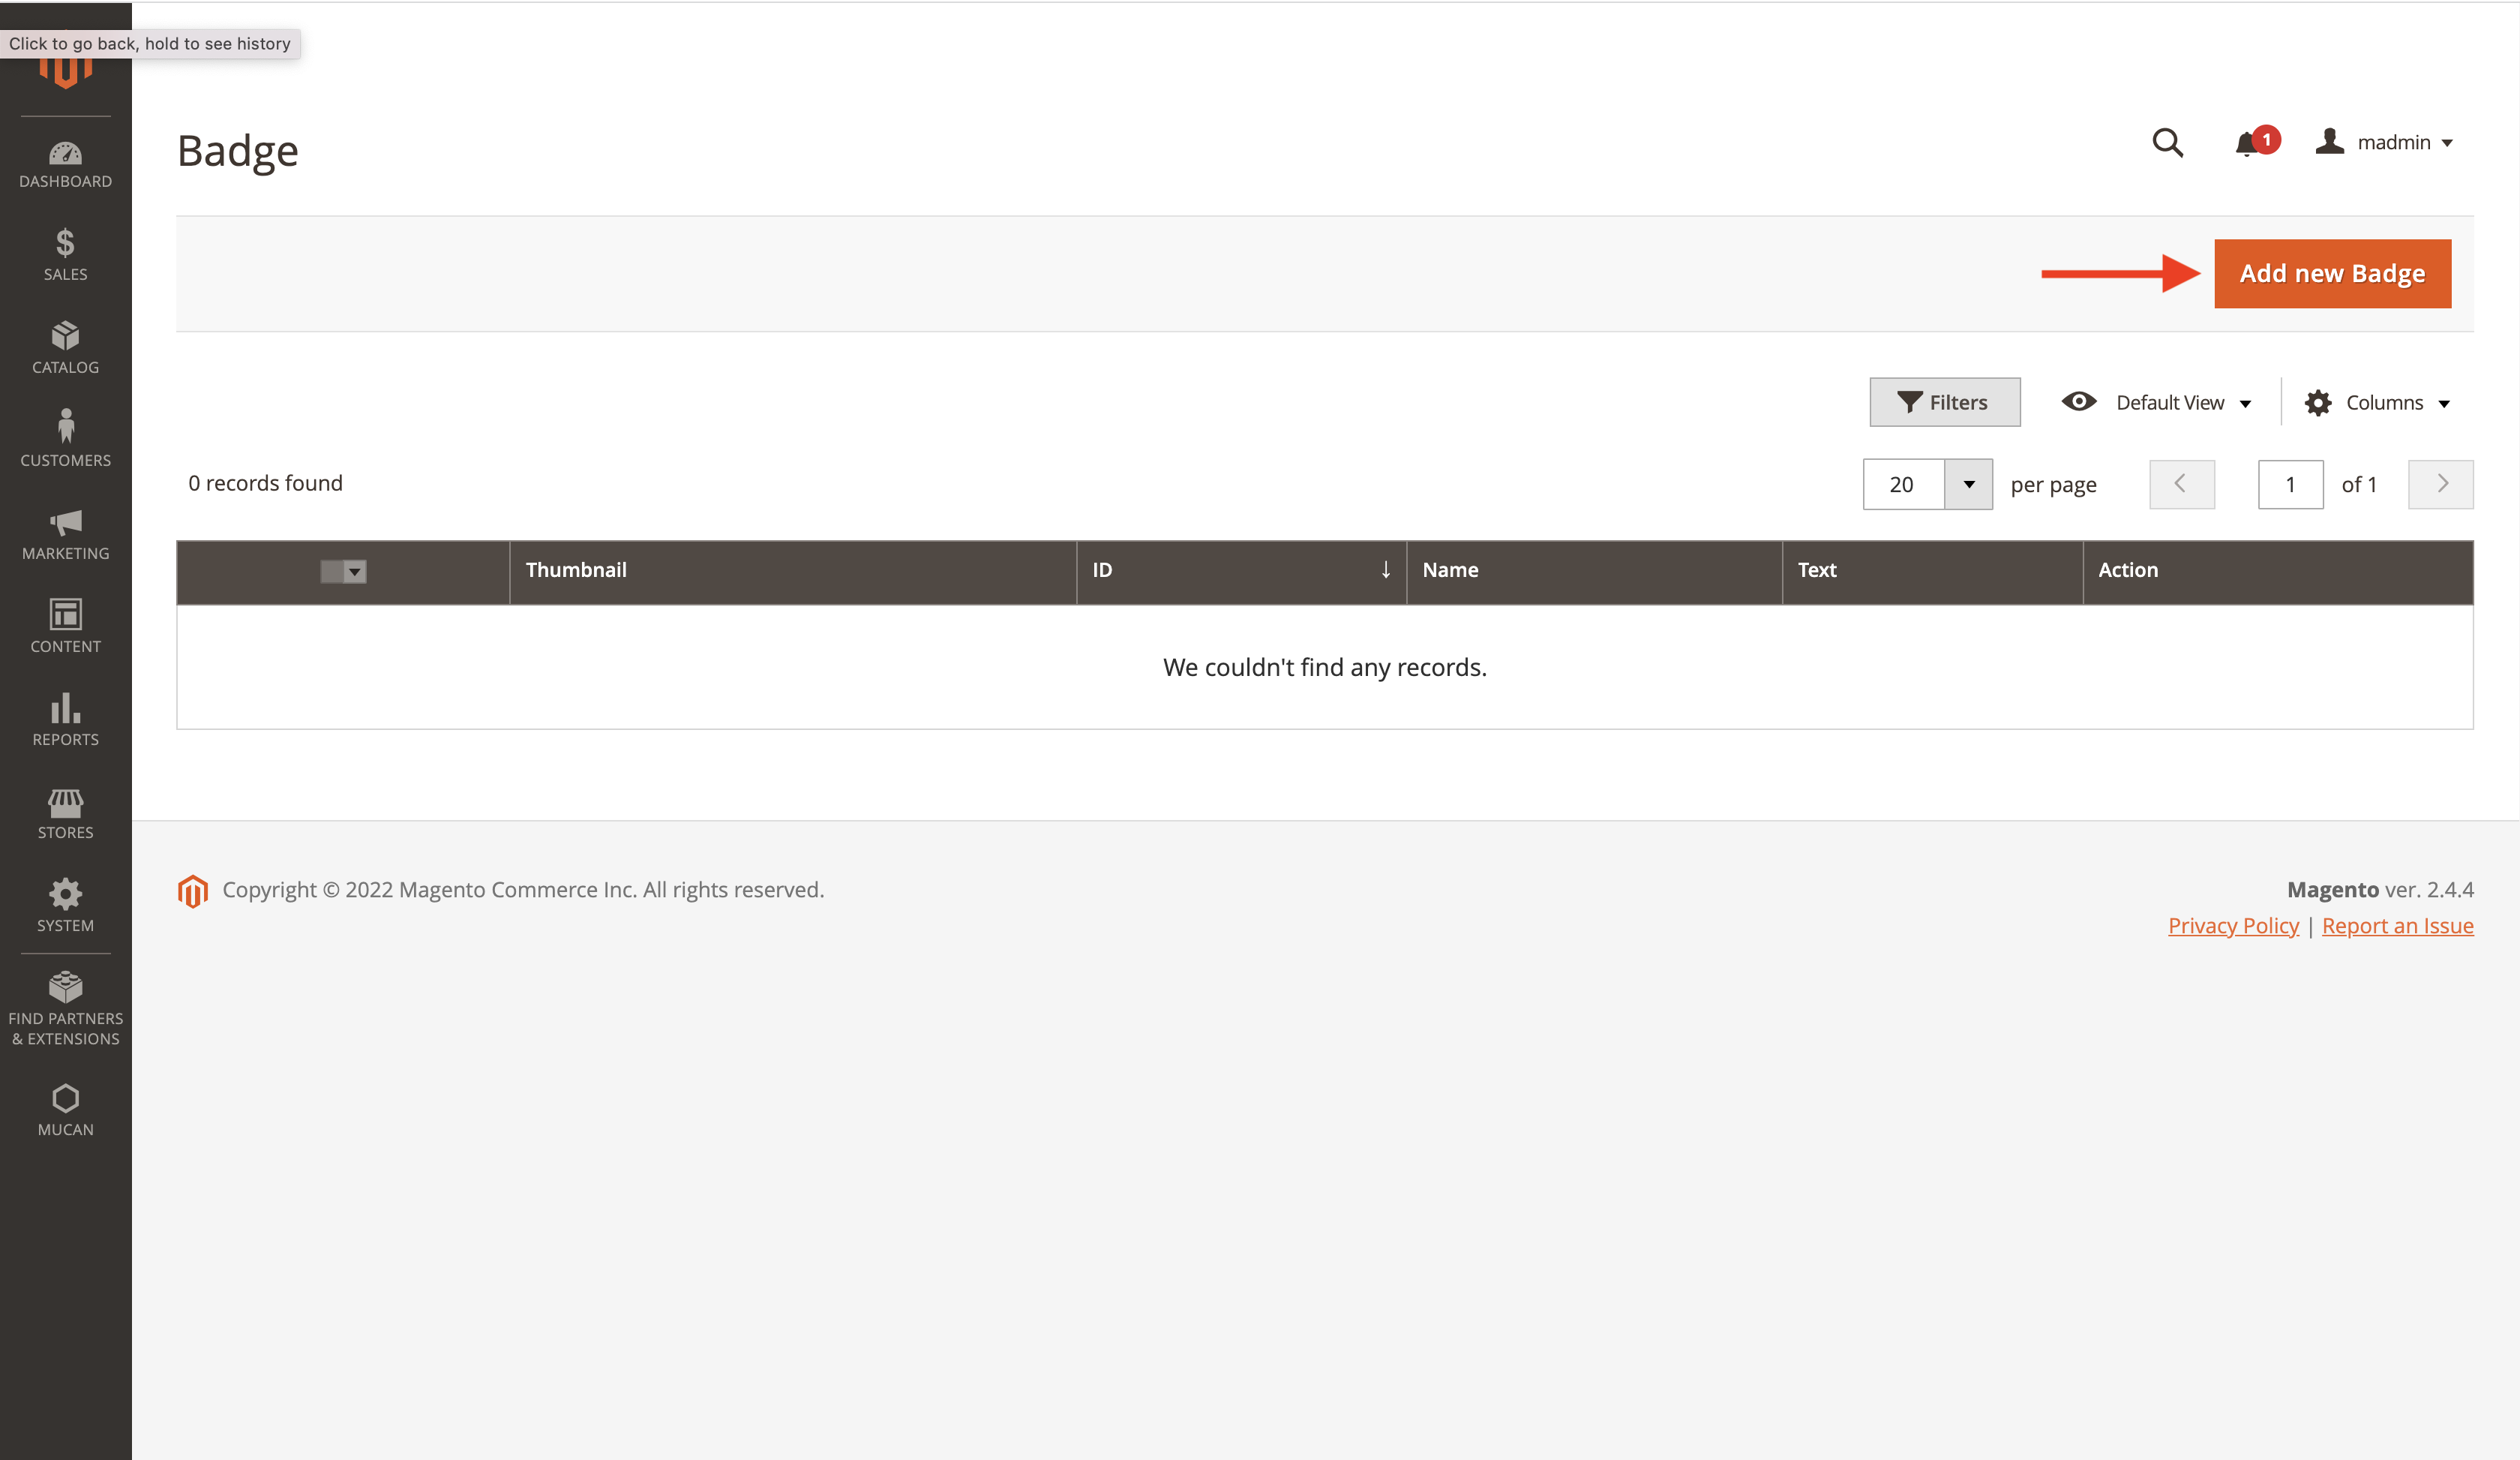 Click to go back, hold to see history
DASHBOARD
SALES
CATALOG
CUSTOMERS
MARKETING
CONTENT
REPORTS
STORES
SYSTEM
FIND PARTNERS
& EXTENSIONS
MUCAN
Badge
1
madmin
Add new Badge
Filters
Default View
Columns
0 records found
20 per page
1 of 1
Thumbnail ID Name Text Action
We couldn't find any records.
Copyright © 2022 Magento Commerce Inc. All rights reserved.
Magento ver. 2.4.4
Privacy Policy | Report an Issue